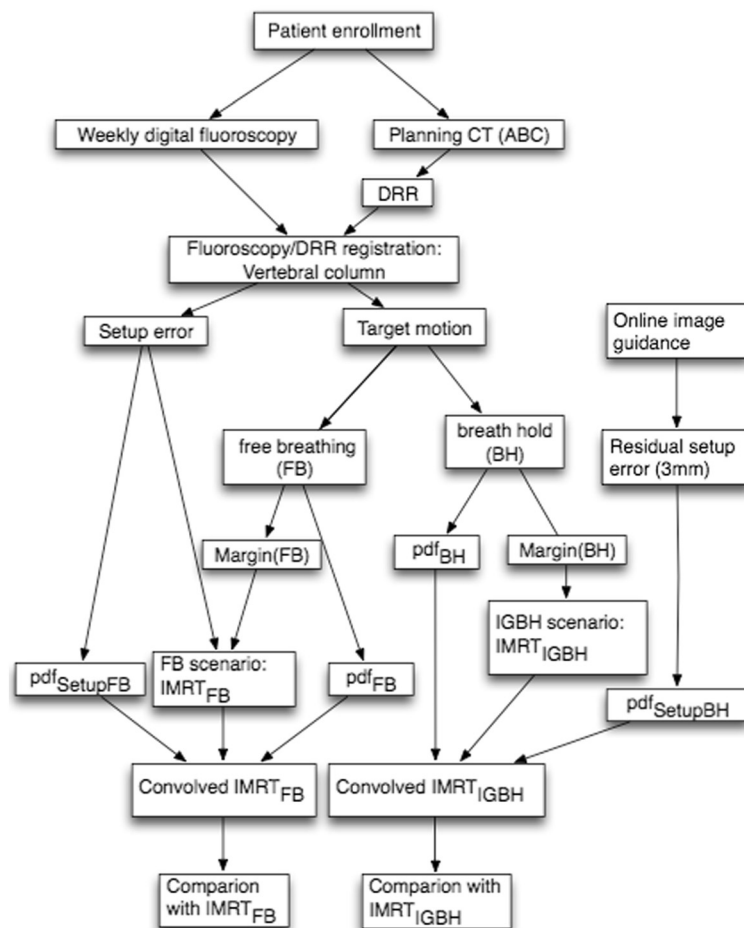 Patient enrollment
Weekly digital fluoroscopy
Planning CT (ABC)
DRR
Fluoroscopy/DRR registration:
Vertebral column
Setup error
Target motion
Online image
guidance
free breathing
(FB)
breath hold
(BH)
Residual setup
error (3mm)
Margin(FB)
pdfBH
Margin(BH)
IGBH scenario:
IMRTIGBH
pdfSetupFB
FB scenario:
IMRTFB
pdfFB
pdfSetupBH
Convolved IMRTFB
Convolved IMRTIGBH
Comparion
with IMRTFB
Comparion with
IMRTIGBH